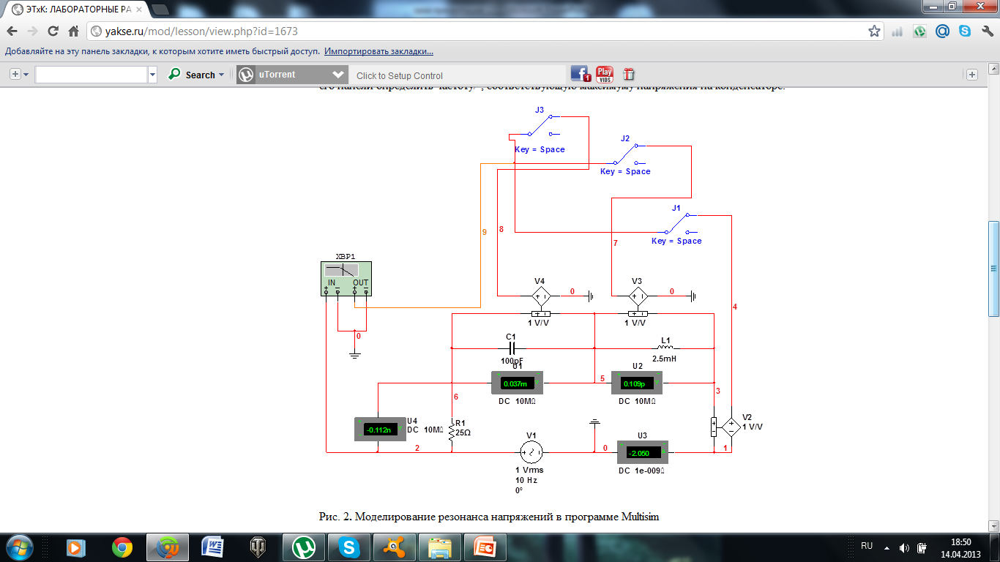 ЭТхК: ЛАБОРАТОРНЫЕ РА
yakse.ru/mod/lesson/view.php?id=1673
Добавляйте на эту панель закладки, к которым хотите иметь быстрый доступ. Импортировать закладки...
Search
uTorrent
Click to Setup Control
1
Play
VIDS
его панели определить частоту , соответствующую максимуму напряжения на конденсаторе.
J3
Key = Space
J2
Key = Space
J1
Key = Space
9
8
7
4
XBP1
IN OUT
0
V4
0
1 V/V
V3
0
1 V/V
C1
100pF
L1
2.5mH
U1
0.037m
DC 10MΩ
5
U2
0.109p
DC 10MΩ
3
6
U4
-0.112n
DC 10MΩ
R1
25Ω
2
V1
1 Vrms
10 Hz
0°
0
U3
-2.050
DC 1e-009Ω
V2
1 V/V
1
Рис. 2. Моделирование резонанса напряжений в программе Multisim
RU
18:50
14.04.2013